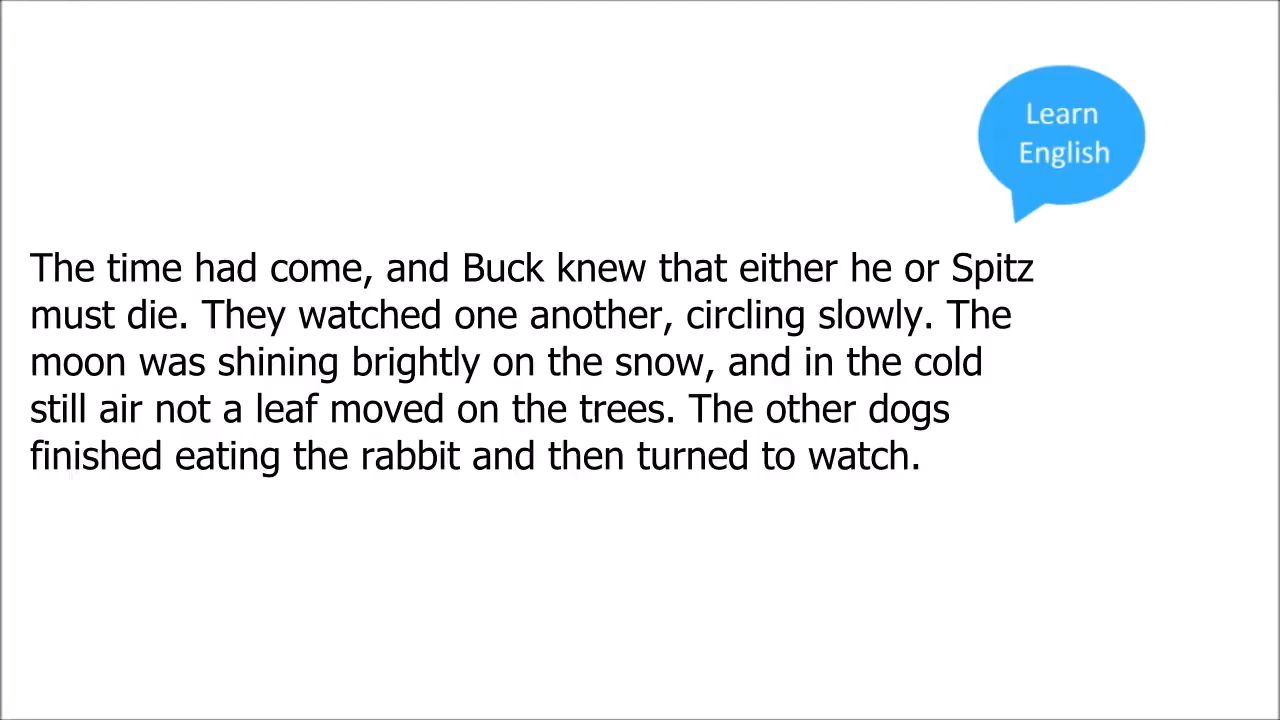 Learn
English
The time had come, and Buck knew that either he or Spitz
must die. They watched one another, circling slowly. The
moon was shining brightly on the snow, and in the cold
still air not a leaf moved on the trees. The other dogs
finished eating the rabbit and then turned to watch.